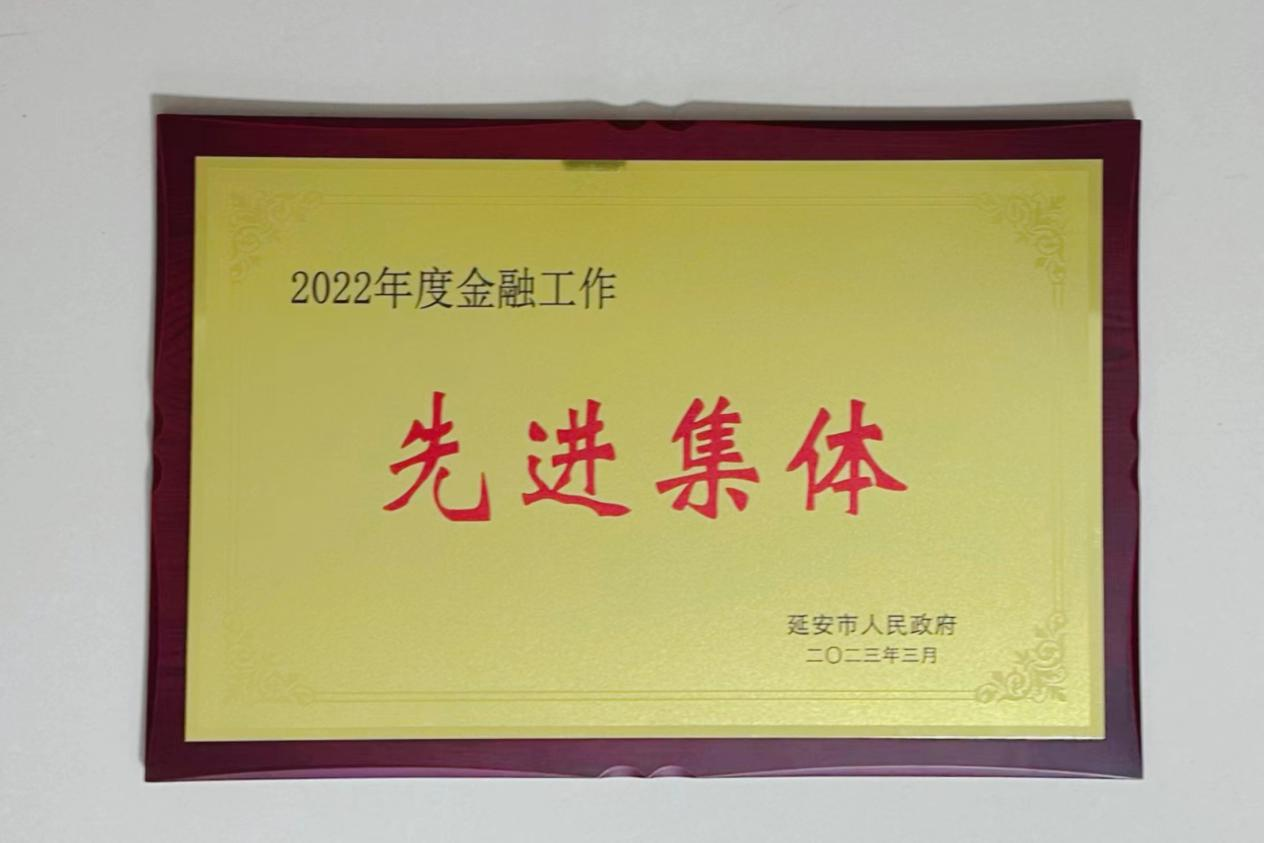 2022年度金融工作
先进集体
延安市人民政府
二〇二三年三月